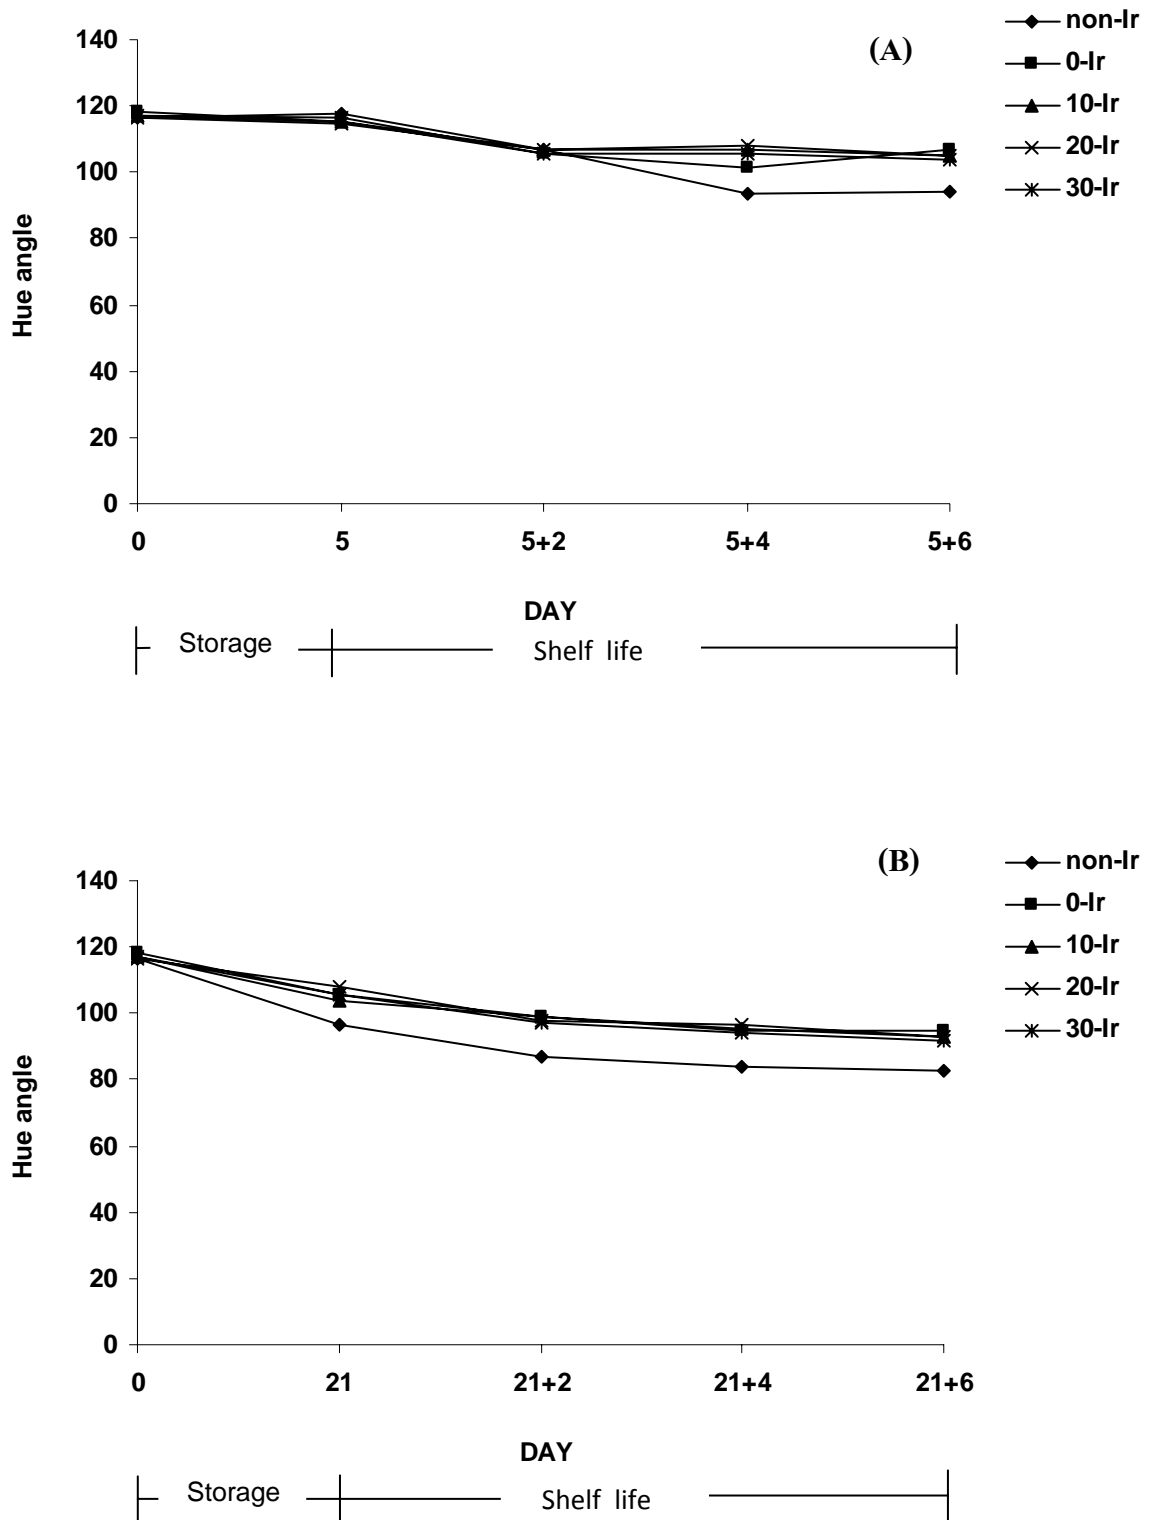 (A)
non-Ir
0-Ir
10-Ir
20-Ir
30-Ir
Hue angle
140
120
100
80
60
40
20
0
0 5 5+2 5+4 5+6
DAY
Storage Shelf life
(B)
non-Ir
0-Ir
10-Ir
20-Ir
30-Ir
Hue angle
140
120
100
80
60
40
20
0
0 21 21+2 21+4 21+6
DAY
Storage Shelf life